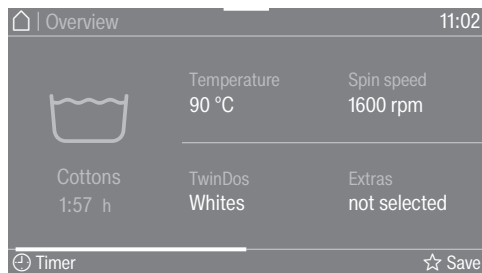 | Overview
11:02
Temperature
90 °C
Spin speed
1600 rpm
Cottons
1:57 h
TwinDos
Whites
Extras
not selected
Timer
Save